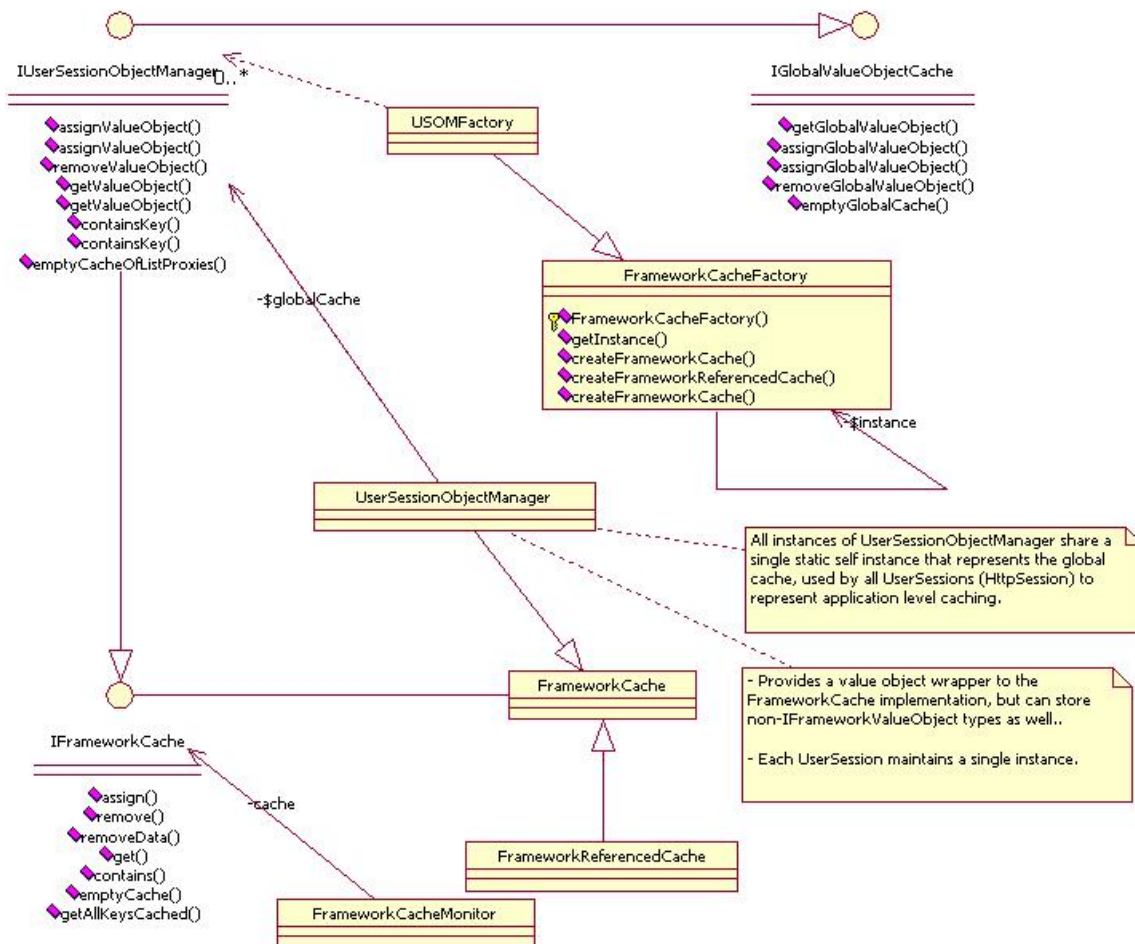 IUserSessionObjectManager
0..*
assignValueObject()
assignValueObject()
removeValueObject()
getValueObject()
getValueObject()
containsKey()
containsKey()
emptyCacheOfListProxies()
USOMFactory
IGlobalValueObjectCache
getGlobalValueObject()
assignGlobalValueObject()
assignGlobalValueObject()
removeGlobalValueObject()
emptyGlobalCache()
FrameworkCacheFactory
FrameworkCacheFactory()
getInstance()
createFrameworkCache()
createFrameworkReferencedCache()
createFrameworkCache()
-$globalCache
-$instance
UserSessionObjectManager
All instances of UserSessionObjectManager share a
single static self instance that represents the global
cache, used by all UserSessions (HttpSession) to
represent application level caching.
FrameworkCache
- Provides a value object wrapper to the
FrameworkCache implementation, but can store
non-IFrameworkValueObject types as well..
- Each UserSession maintains a single instance.
IFrameworkCache
assign()
remove()
removeData()
get()
contains()
emptyCache()
getAllKeysCached()
-cache
FrameworkReferencedCache
FrameworkCacheMonitor